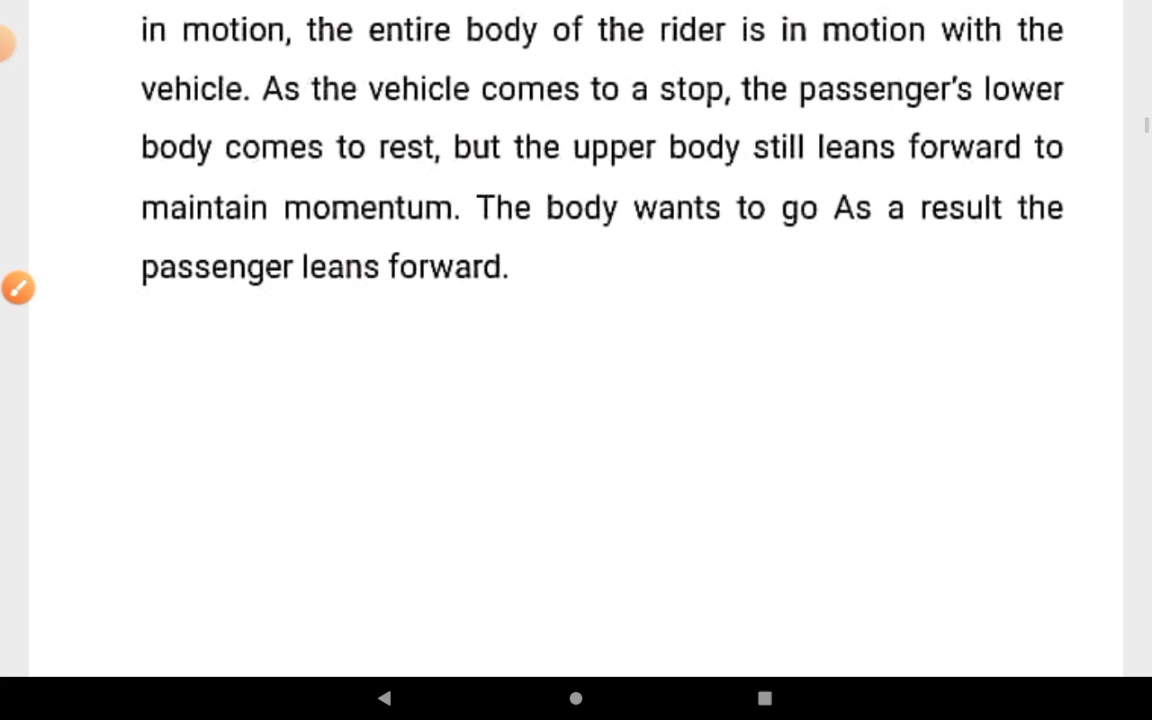 in motion, the entire body of the rider is in motion with the
vehicle. As the vehicle comes to a stop, the passenger's lower
body comes to rest, but the upper body still leans forward to
maintain momentum. The body wants to go As a result the
passenger leans forward.